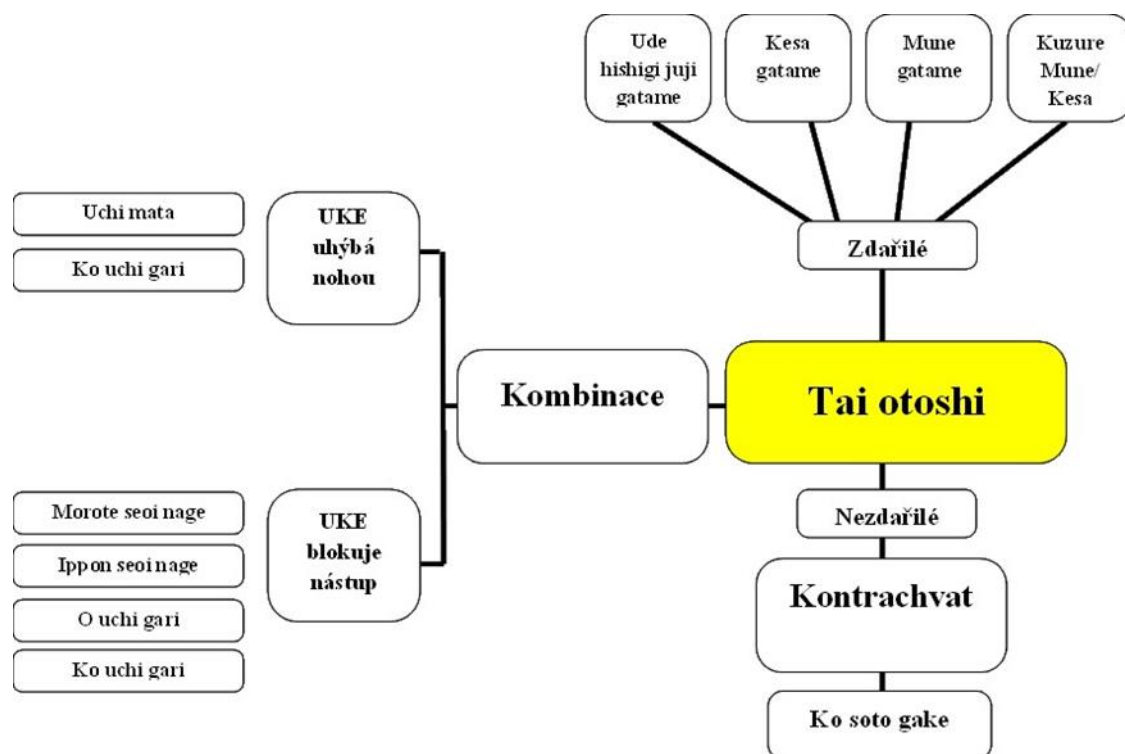 Ude
hishigi juji
gatame
Kesa
gatame
Mune
gatame
Kuzure
Mune/
Kesa
Zdařilé
Uchi mata
Ko uchi gari
UKE
uhýbá
nohou
Kombinace
Tai otoshi
Morote seoi nage
Ippon seoi nage
O uchi gari
Ko uchi gari
UKE
blokuje
nástup
Nezdařilé
Kontrachvat
Ko soto gake